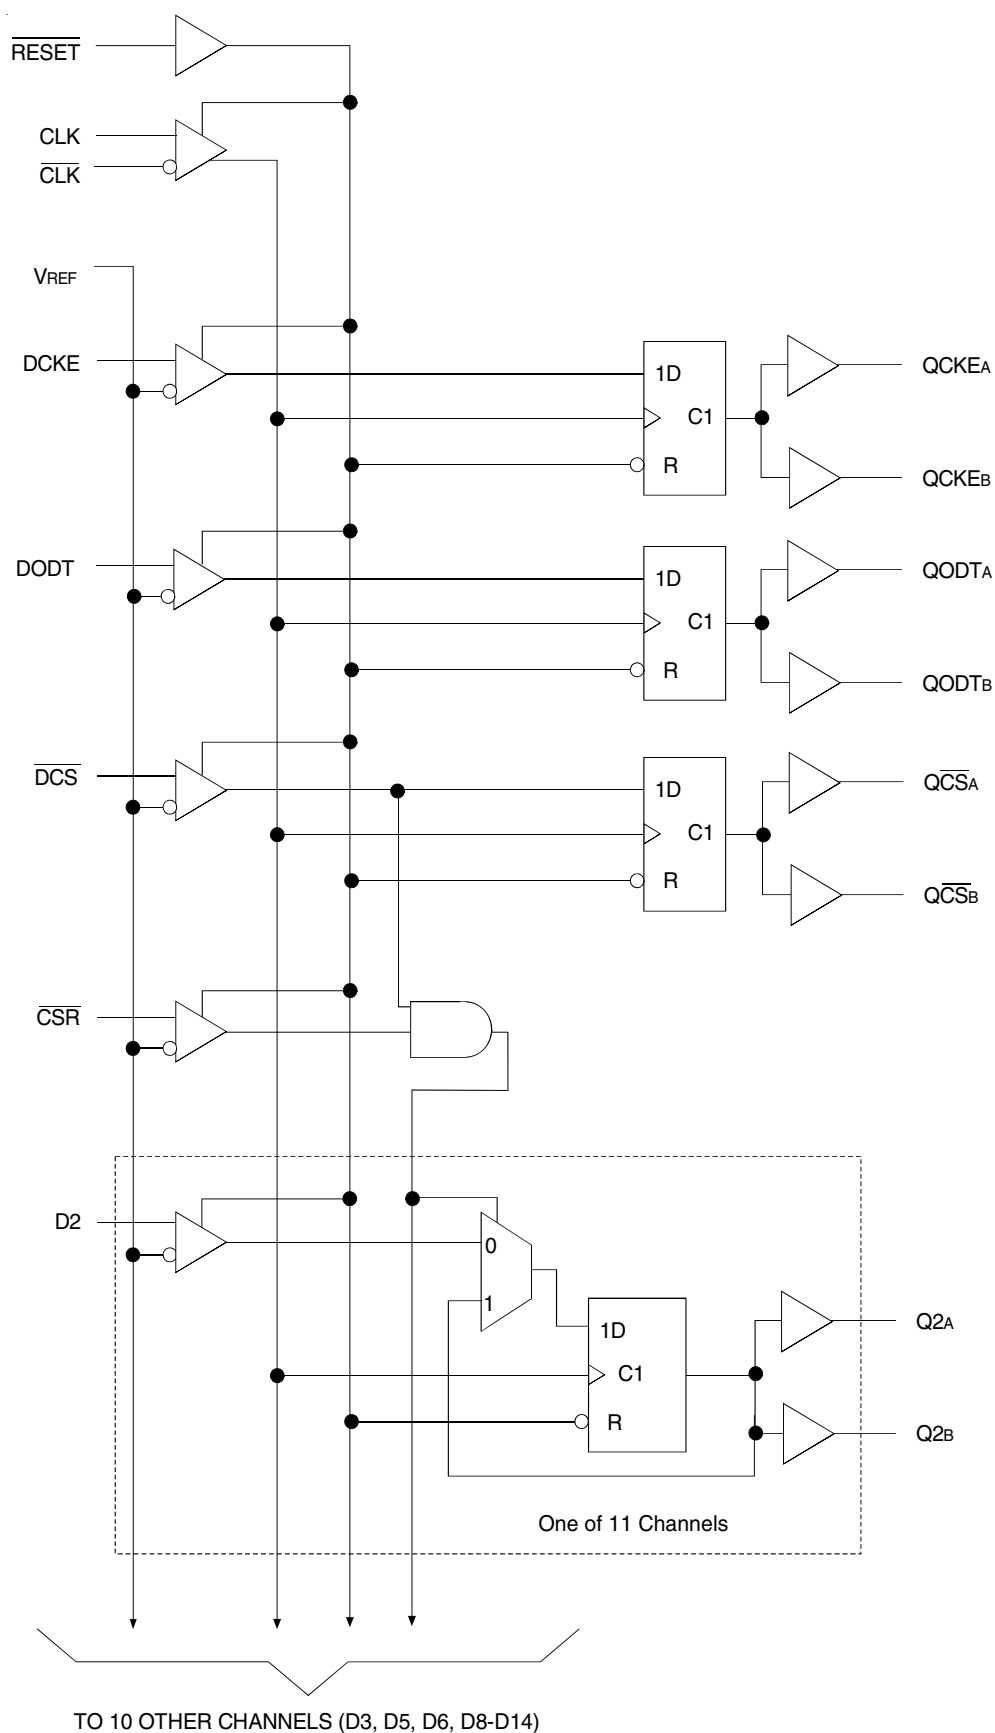 RESET
CLK
CLK
VREF
DCKE
1D
C1
R
QCKEA
QCKEB
DODT
1D
C1
R
QODTA
QODTB
DCS
1D
C1
R
QCSA
QCSB
CSR
D2
0
1
1D
C1
R
Q2A
Q2B
One of 11 Channels
TO 10 OTHER CHANNELS (D3, D5, D6, D8-D14)